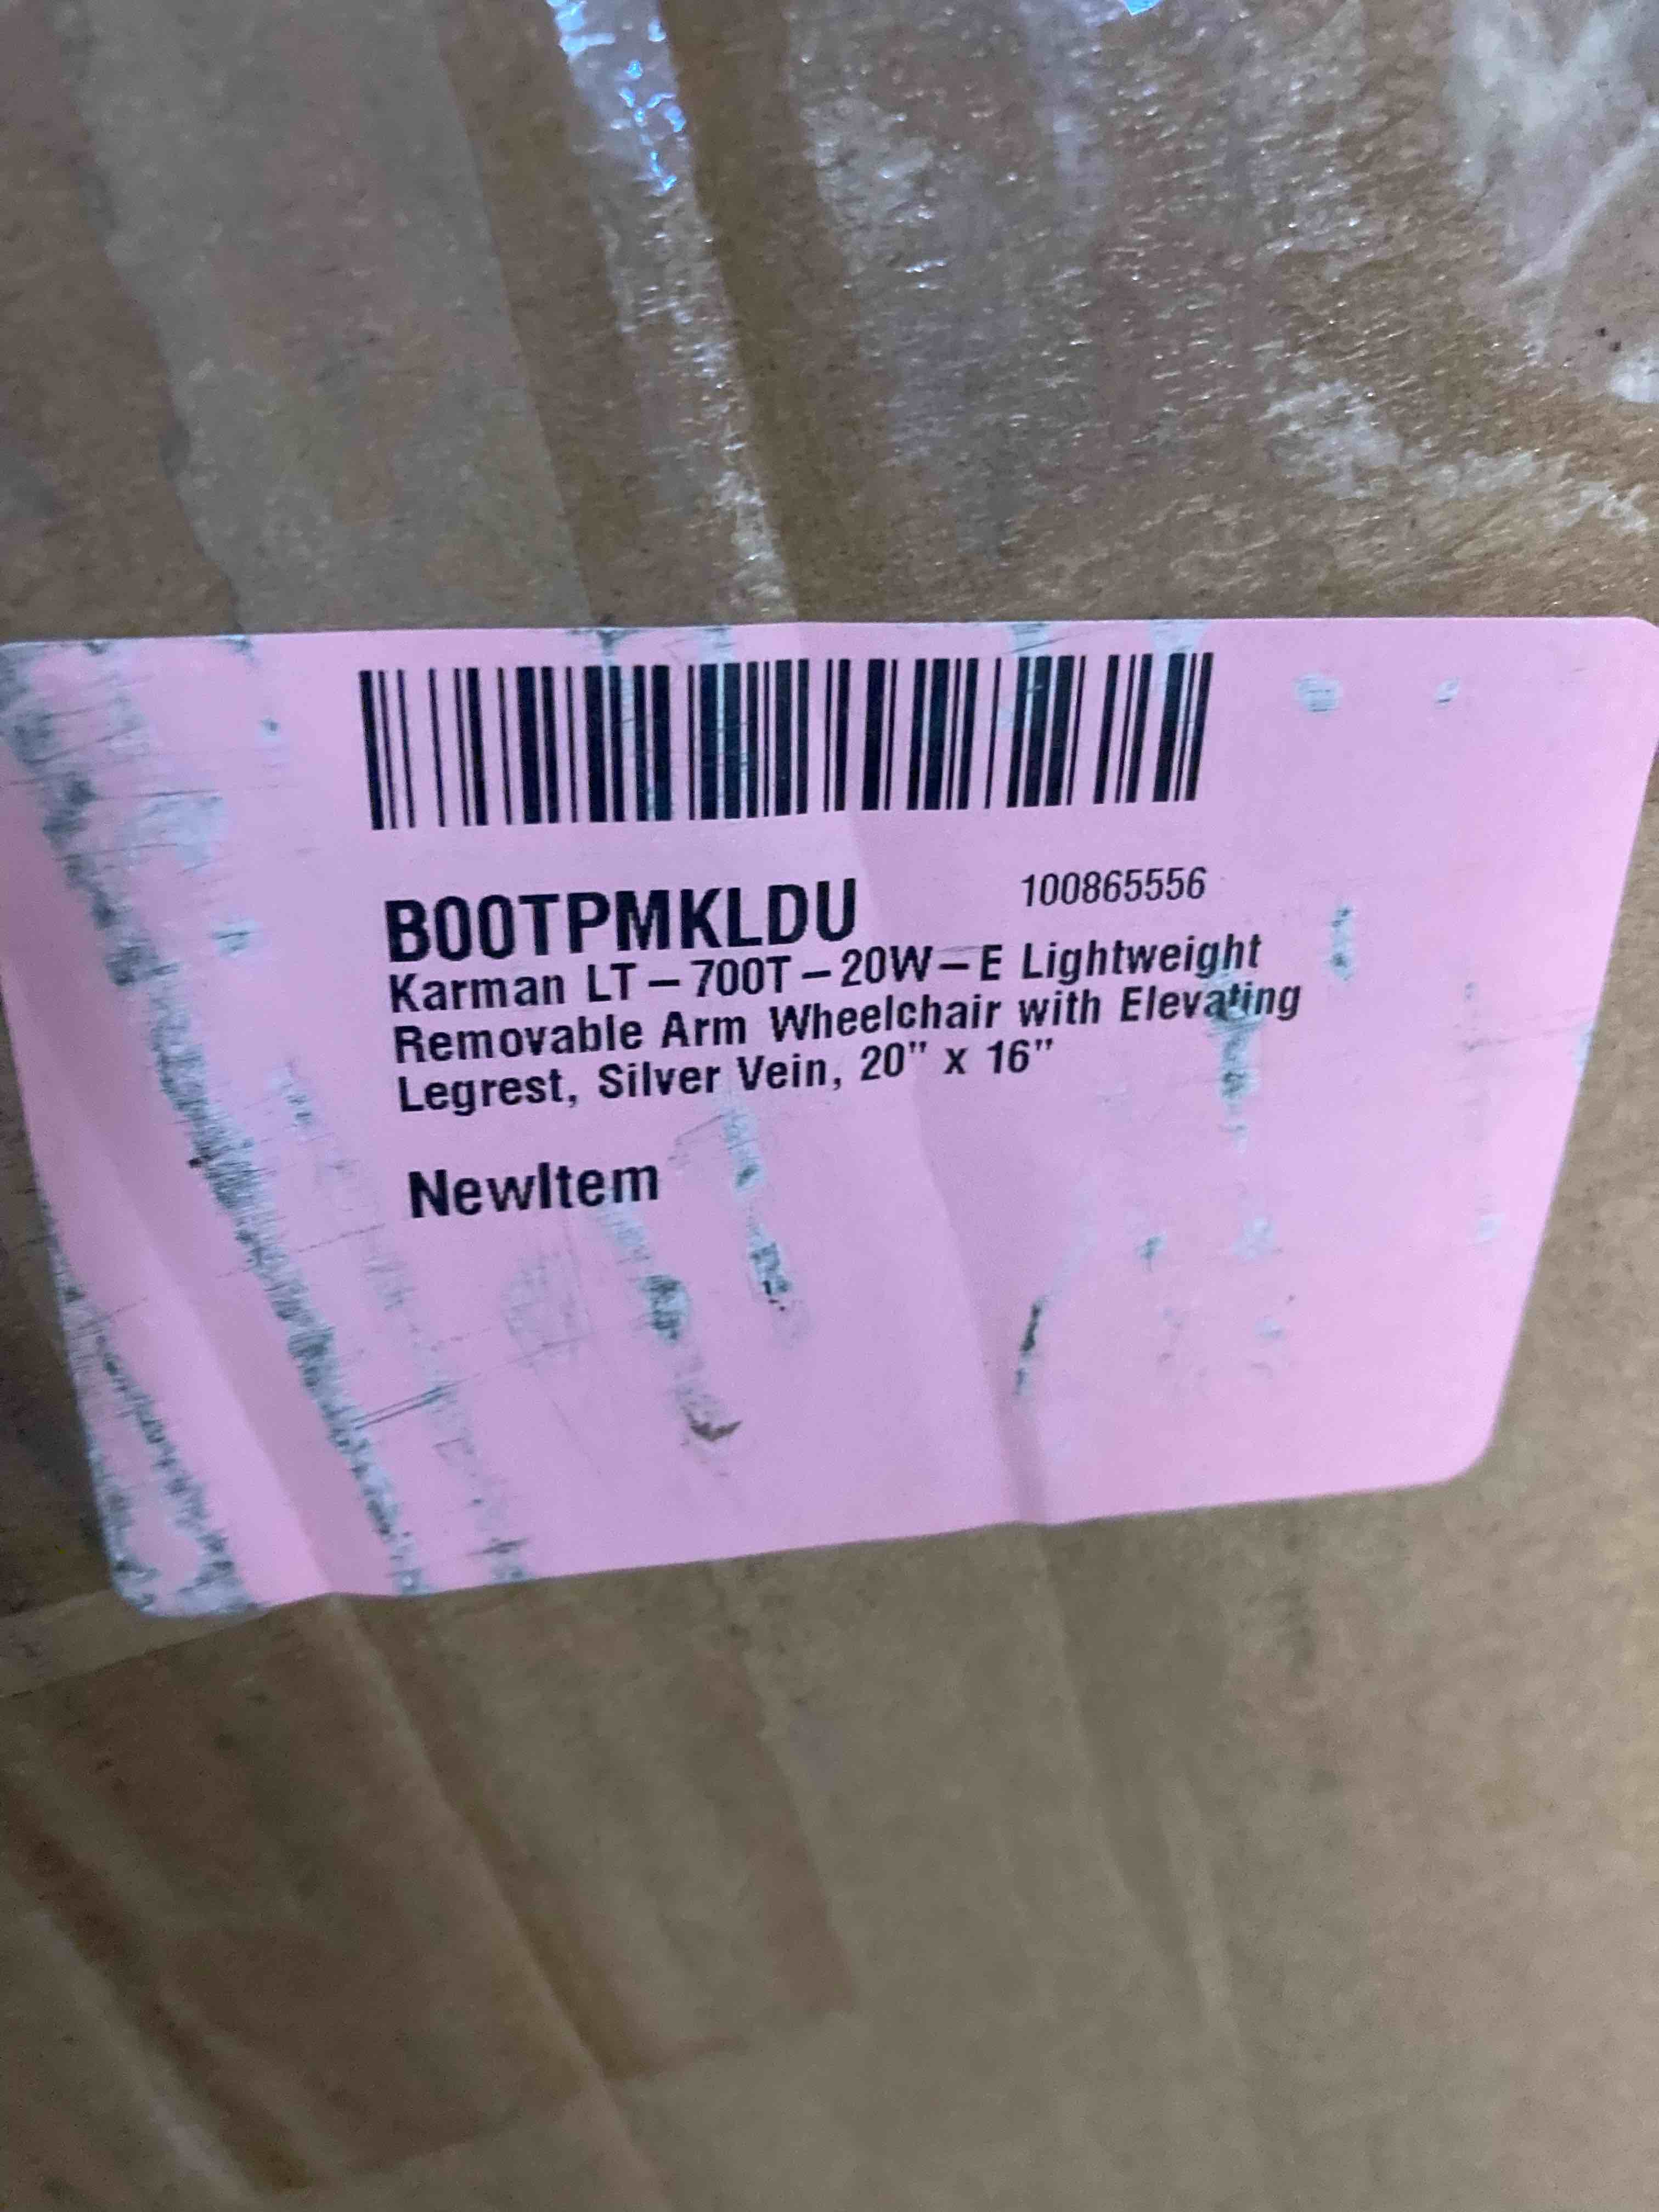 B00TPMKLDU
100865556
Karman LT-700T-20W-E Lightweight
Removable Arm Wheelchair with Elevating
Legrest, Silver Vein, 20" x 16"
NewItem